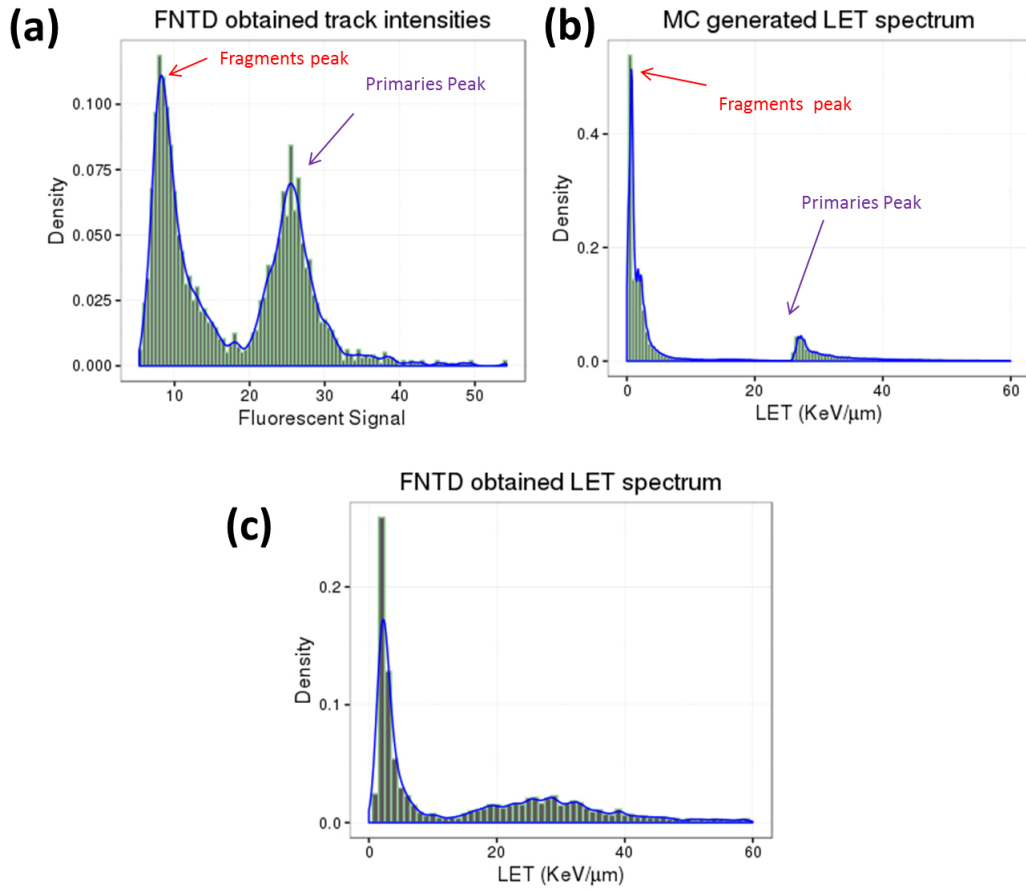 (a)
FNTD obtained track intensities
Fragments peak
Primaries Peak
Density
0.100
0.075
0.050
0.025
0.000
10 20 30 40 50
Fluorescent Signal
(b)
MC generated LET spectrum
Fragments peak
Primaries Peak
Density
0.4
0.2
0.0
0 20 40 60
LET (KeV/μm)
(c)
FNTD obtained LET spectrum
Density
0.2
0.1
0.0
0 20 40 60
LET (KeV/μm)